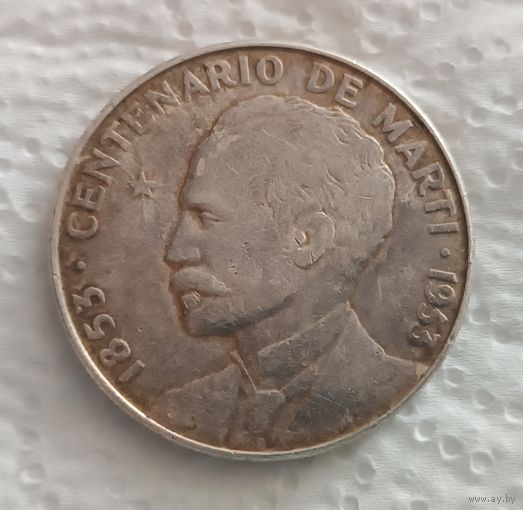 1853 · CENTENARIO DE MARTI · 1953
www.ay.by